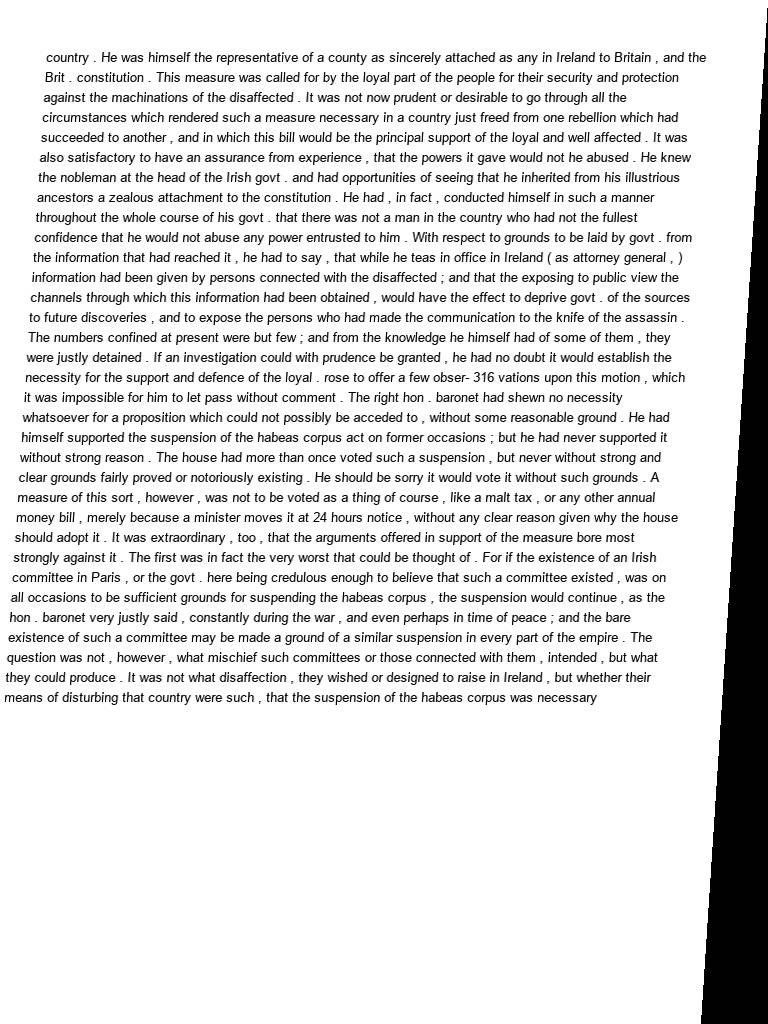 country . He was himself the representative of a county as sincerely attached as any in Ireland to Britain , and the
Brit . constitution . This measure was called for by the loyal part of the people for their security and protection
against the machinations of the disaffected . It was not now prudent or desirable to go through all the
circumstances which rendered such a measure necessary in a country just freed from one rebellion which had
succeeded to another , and in which this bill would be the principal support of the loyal and well affected . It was
also satisfactory to have an assurance from experience , that the powers it gave would not he abused . He knew
the nobleman at the head of the Irish govt . and had opportunities of seeing that he inherited from his illustrious
ancestors a zealous attachment to the constitution . He had , in fact , conducted himself in such a manner
throughout the whole course of his govt . that there was not a man in the country who had not the fullest
confidence that he would not abuse any power entrusted to him . With respect to grounds to be laid by govt . from
the information that had reached it , he had to say , that while he teas in office in Ireland ( as attorney general , )
information had been given by persons connected with the disaffected ; and that the exposing to public view the
channels through which this information had been obtained , would have the effect to deprive govt . of the sources
to future discoveries , and to expose the persons who had made the communication to the knife of the assassin .
The numbers confined at present were but few ; and from the knowledge he himself had of some of them , they
were justly detained . If an investigation could with prudence be granted , he had no doubt it would establish the
necessity for the support and defence of the loyal . rose to offer a few obser- 316 vations upon this motion , which
it was impossible for him to let pass without comment . The right hon . baronet had shewn no necessity
whatsoever for a proposition which could not possibly be acceded to , without some reasonable ground . He had
himself supported the suspension of the habeas corpus act on former occasions ; but he had never supported it
without strong reason . The house had more than once voted such a suspension , but never without strong and
clear grounds fairly proved or notoriously existing . He should be sorry it would vote it without such grounds . A
measure of this sort , however , was not to be voted as a thing of course , like a malt tax , or any other annual
money bill , merely because a minister moves it at 24 hours notice , without any clear reason given why the house
should adopt it . It was extraordinary , too , that the arguments offered in support of the measure bore most
strongly against it . The first was in fact the very worst that could be thought of . For if the existence of an Irish
committee in Paris , or the govt . here being credulous enough to believe that such a committee existed , was on
all occasions to be sufficient grounds for suspending the habeas corpus , the suspension would continue , as the
hon . baronet very justly said , constantly during the war , and even perhaps in time of peace ; and the bare
existence of such a committee may be made a ground of a similar suspension in every part of the empire . The
question was not , however , what mischief such committees or those connected with them , intended , but what
they could produce . It was not what disaffection , they wished or designed to raise in Ireland , but whether their
means of disturbing that country were such , that the suspension of the habeas corpus was necessary